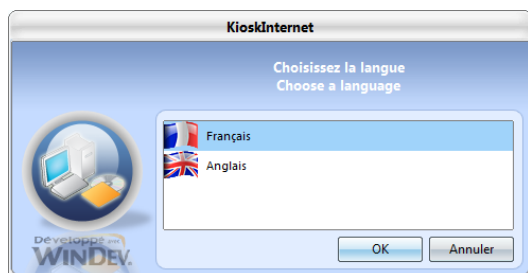 KioskInternet
Choisissez la langue
Choose a language
Français
Anglais
Développé avec
WINDEV.
OK
Annuler